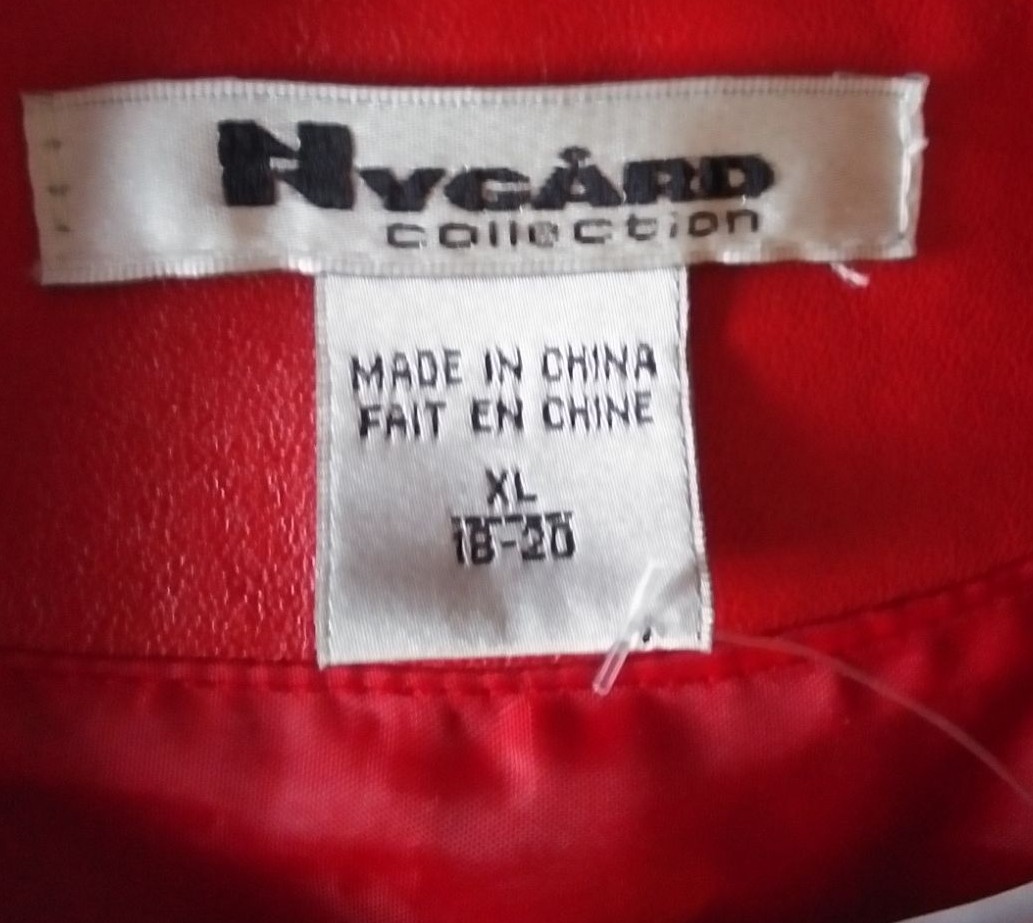 NYGÅRD
collection
MADE IN CHINA
FAIT EN CHINE
XL
18-20